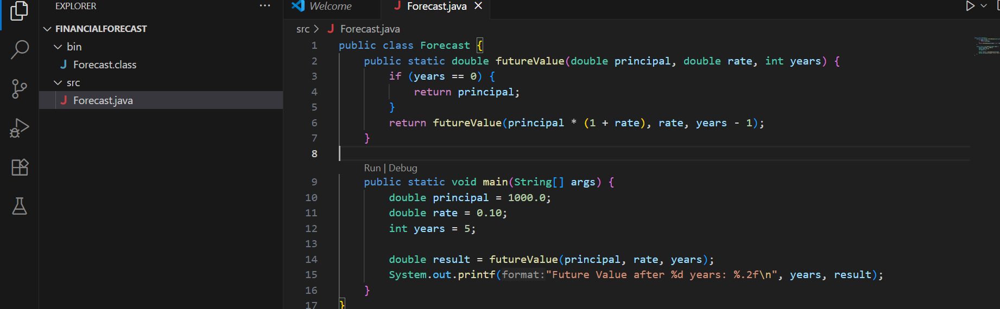 EXPLORER ...
Welcome
Forecast.java
FINANCIALFORECAST
bin
J Forecast.class
src
J Forecast.java
src > J Forecast.java
1 public class Forecast {
2 public static double futureValue(double principal, double rate, int years) {
3 if (years == 0) {
4 return principal;
5 }
6 return futureValue(principal * (1 + rate), rate, years - 1);
7 }
8
Run | Debug
9 public static void main(String[] args) {
10 double principal = 1000.0;
11 double rate = 0.10;
12 int years = 5;
13
14 double result = futureValue(principal, rate, years);
15 System.out.printf(format:"Future Value after %d years: %.2f\n", years, result);
16 }
17 }